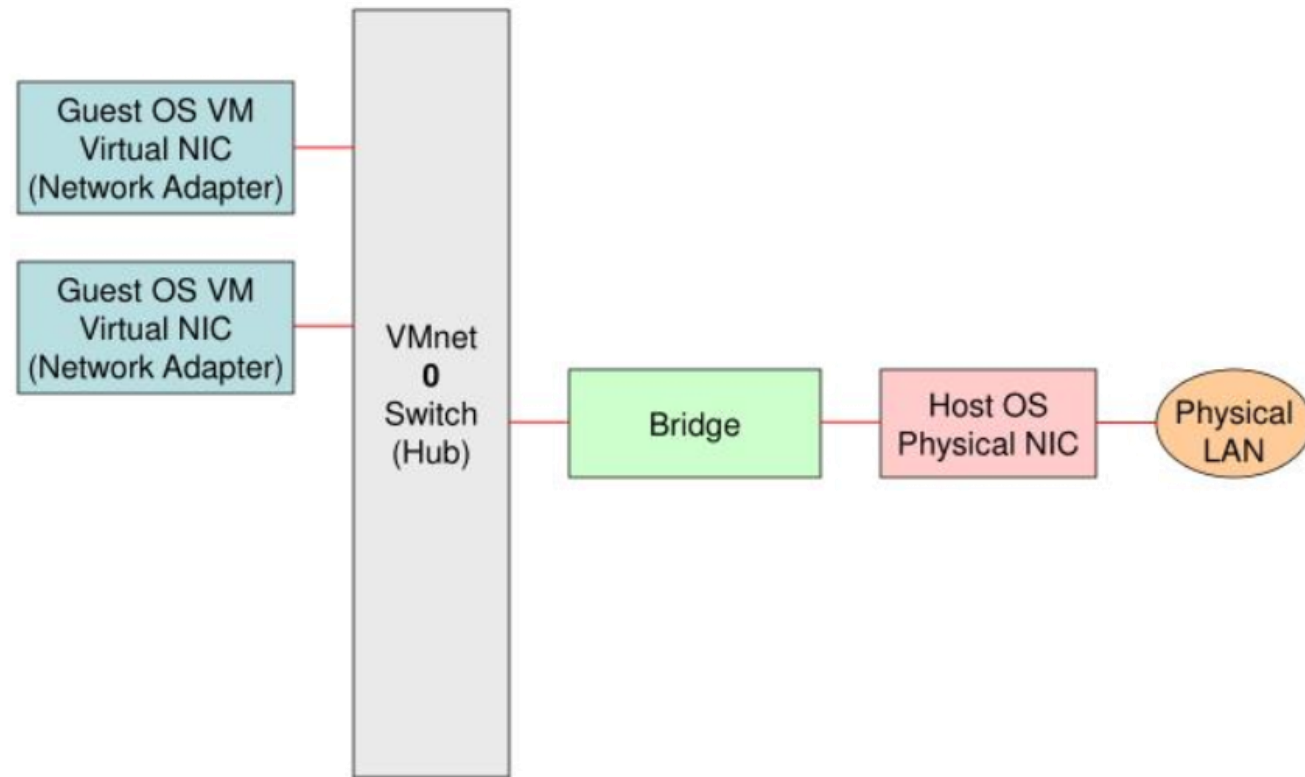 Guest OS VM
Virtual NIC
(Network Adapter)
Guest OS VM
Virtual NIC
(Network Adapter)
VMnet
0
Switch
(Hub)
Bridge
Host OS
Physical NIC
Physical
LAN